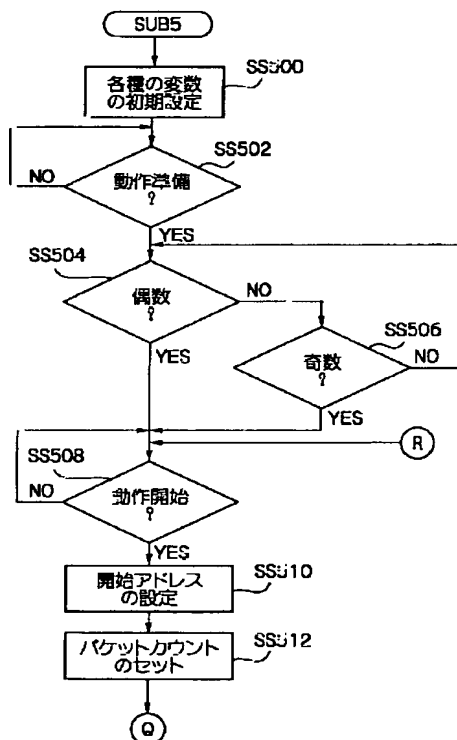 SUB5
SS500
各種の変数
の初期設定
SS502
動作準備
?
NO
YES
SS504
偶数
?
NO
YES
SS506
奇数
?
NO
YES
R
SS508
動作開始
?
NO
YES
SS510
開始アドレス
の設定
SS512
パケットカウント
のセット
Q